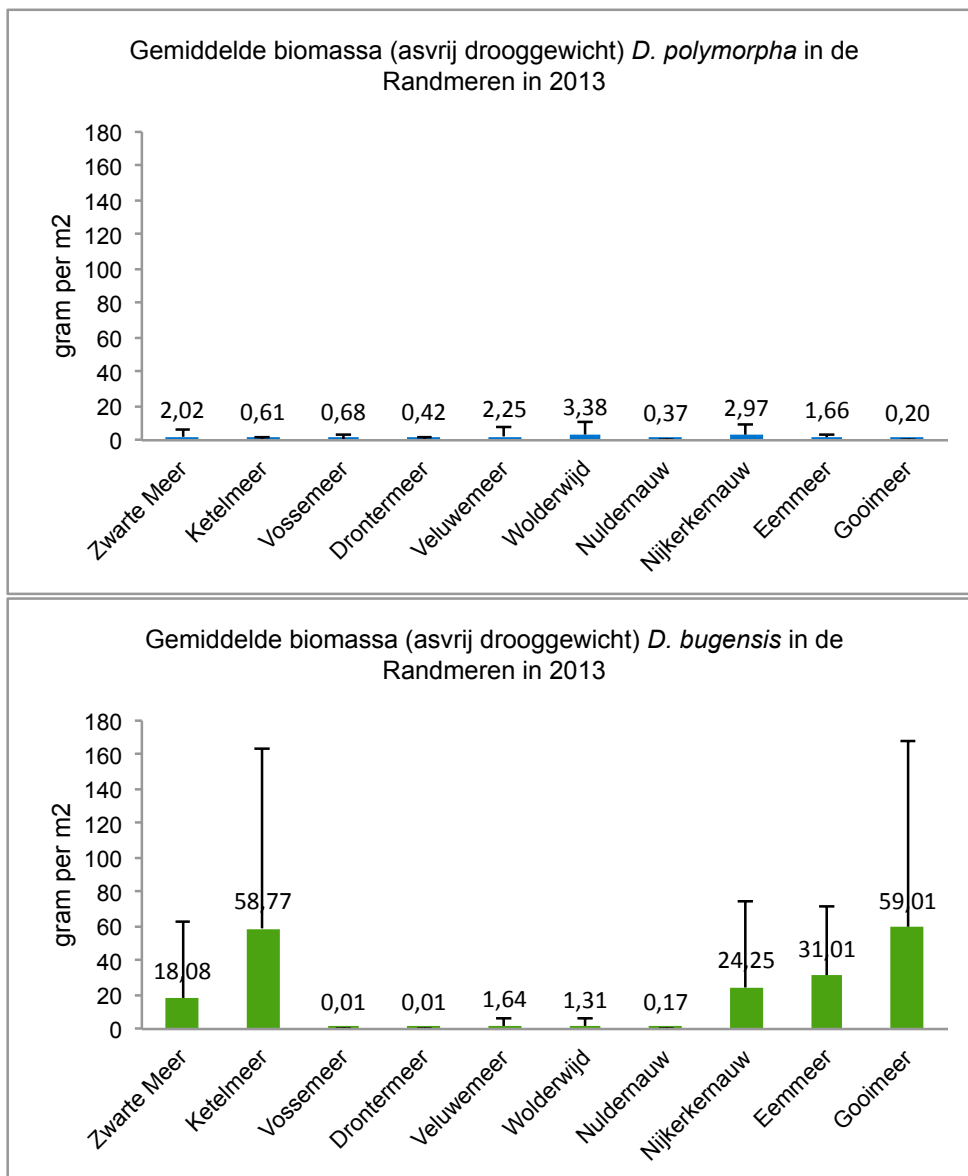 Gemiddelde biomassa (asvrij drooggewicht) D. polymorpha in de
Randmeren in 2013
gram per m2
180
160
140
120
100
80
60
40
20
0
2,02
0,61
0,68
0,42
2,25
3,38
0,37
2,97
1,66
0,20
Zwarte Meer
Ketelmeer
Vossemeer
Drontermeer
Veluwemeer
Wolderwijd
Nuldernauw
Nijkerkernauw
Eemmeer
Gooimeer
Gemiddelde biomassa (asvrij drooggewicht) D. bugensis in de
Randmeren in 2013
gram per m2
180
160
140
120
100
80
60
40
20
0
18,08
58,77
0,01
0,01
1,64
1,31
0,17
24,25
31,01
59,01
Zwarte Meer
Ketelmeer
Vossemeer
Drontermeer
Veluwemeer
Wolderwijd
Nuldernauw
Nijkerkernauw
Eemmeer
Gooimeer